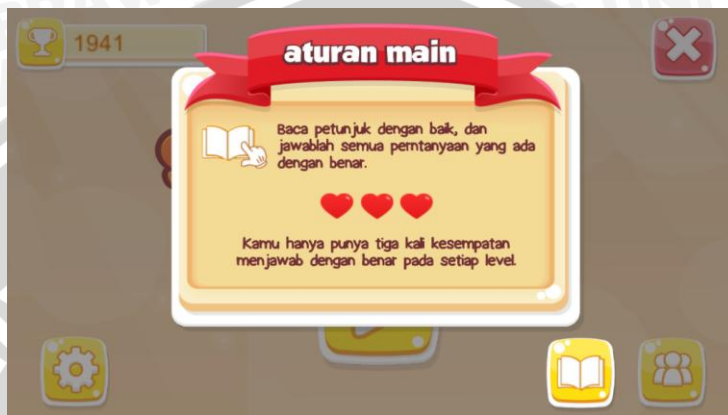 1941
aturan main
Baca petunjuk dengan baik, dan
jawablah semua perntanyaan yang ada
dengan benar.
Kamu hanya punya tiga kali kesempatan
menjawab dengan benar pada setiap level.